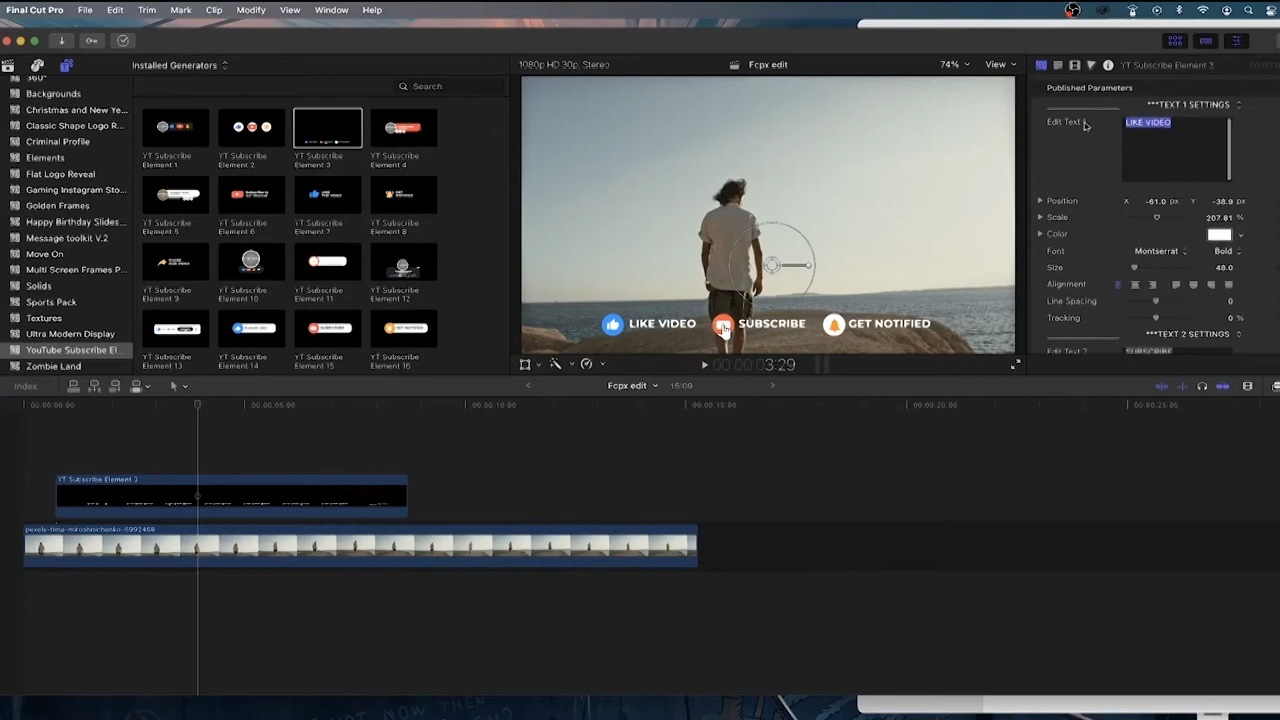 Final Cut Pro File Edit Trim Mark Clip Modify View Window Help
Installed Generators
Search
360°
Backgrounds
Christmas and New Ye...
Classic Shape Logo R...
Criminal Profile
Elements
Flat Logo Reveal
Gaming Instagram Sto...
Golden Frames
Happy Birthday Slides...
Message toolkit V.2
Move On
Multi Screen Frames P...
Solids
Sports Pack
Textures
Ultra Modern Display
YouTube Subscribe El...
Zombie Land
YT Subscribe Element 1
YT Subscribe Element 2
YT Subscribe Element 3
YT Subscribe Element 4
YT Subscribe Element 5
YT Subscribe Element 6
YT Subscribe Element 7
YT Subscribe Element 8
YT Subscribe Element 9
YT Subscribe Element 10
YT Subscribe Element 11
YT Subscribe Element 12
YT Subscribe Element 13
YT Subscribe Element 14
YT Subscribe Element 15
YT Subscribe Element 16
1080p HD 30p, Stereo
Fcpx edit
74%
View
LIKE VIDEO
SUBSCRIBE
GET NOTIFIED
00:00:03:29
YT Subscribe Element 3
Published Parameters
***TEXT 1 SETTINGS
Edit Text 1
LIKE VIDEO
Position X -61.0 px Y -38.9 px
Scale 207.81 %
Color
Font Montserrat Bold
Size 48.0
Alignment
Line Spacing 0
Tracking 0 %
***TEXT 2 SETTINGS
Edit Text 2 SUBSCRIBE
Index
Fcpx edit
15:09
00:00:00:00 00:00:05:00 00:00:10:00 00:00:15:00 00:00:20:00 00:00:25:00
YT Subscribe Element 3
pexels-tima-miroshnichenko-5992468